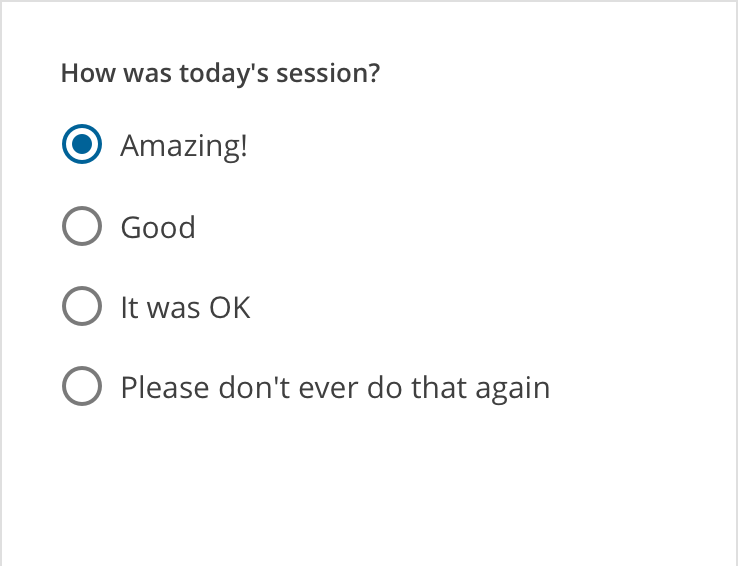 How was today's session?
Amazing!
Good
It was OK
Please don't ever do that again